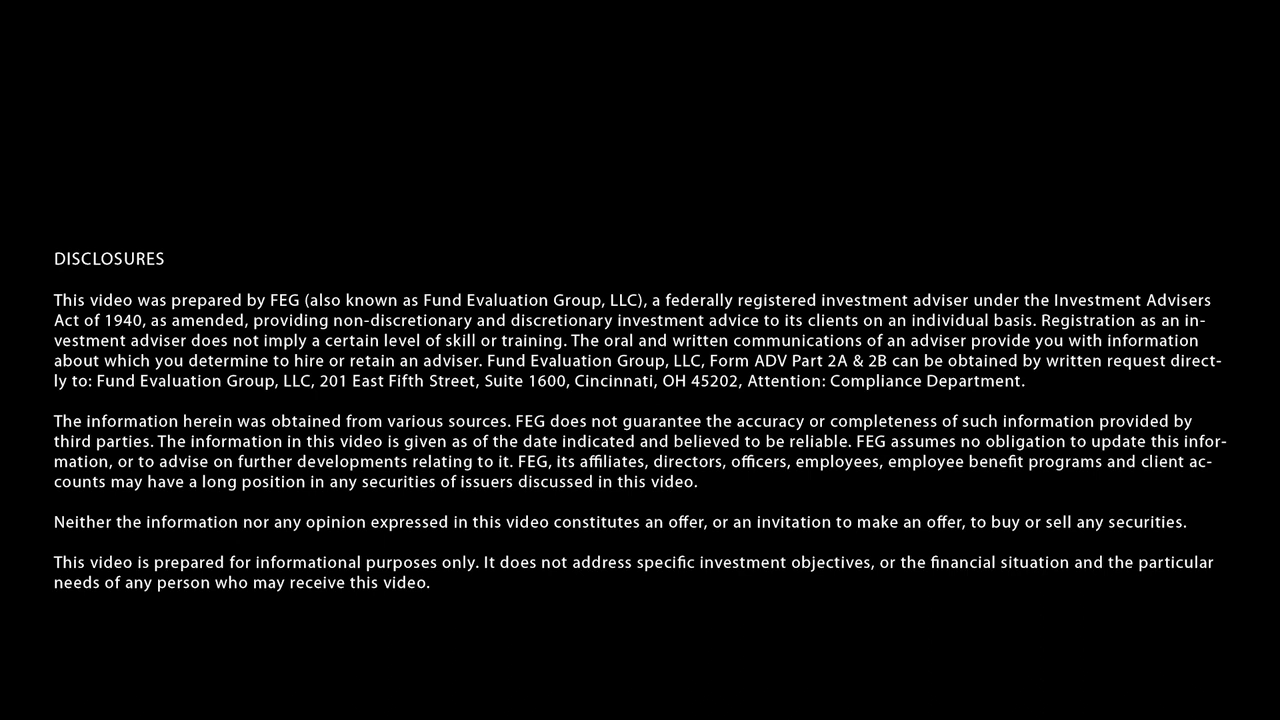 DISCLOSURES
This video was prepared by FEG (also known as Fund Evaluation Group, LLC), a federally registered investment adviser under the Investment Advisers
Act of 1940, as amended, providing non-discretionary and discretionary investment advice to its clients on an individual basis. Registration as an in-
vestment adviser does not imply a certain level of skill or training. The oral and written communications of an adviser provide you with information
about which you determine to hire or retain an adviser. Fund Evaluation Group, LLC, Form ADV Part 2A & 2B can be obtained by written request direct-
ly to: Fund Evaluation Group, LLC, 201 East Fifth Street, Suite 1600, Cincinnati, OH 45202, Attention: Compliance Department.
The information herein was obtained from various sources. FEG does not guarantee the accuracy or completeness of such information provided by
third parties. The information in this video is given as of the date indicated and believed to be reliable. FEG assumes no obligation to update this infor-
mation, or to advise on further developments relating to it. FEG, its affiliates, directors, officers, employees, employee benefit programs and client ac-
counts may have a long position in any securities of issuers discussed in this video.
Neither the information nor any opinion expressed in this video constitutes an offer, or an invitation to make an offer, to buy or sell any securities.
This video is prepared for informational purposes only. It does not address specific investment objectives, or the financial situation and the particular
needs of any person who may receive this video.